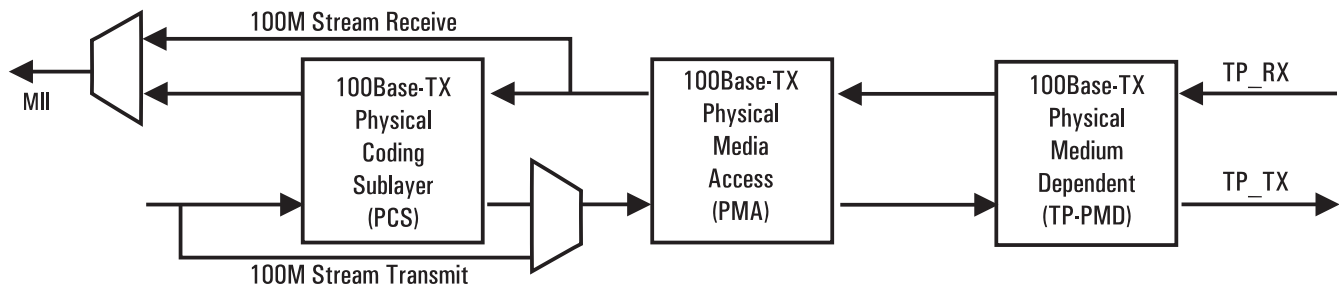 100M Stream Receive
MII
100Base-TX
Physical
Coding
Sublayer
(PCS)
100M Stream Transmit
100Base-TX
Physical
Media
Access
(PMA)
100Base-TX
Physical
Medium
Dependent
(TP-PMD)
TP_RX
TP_TX